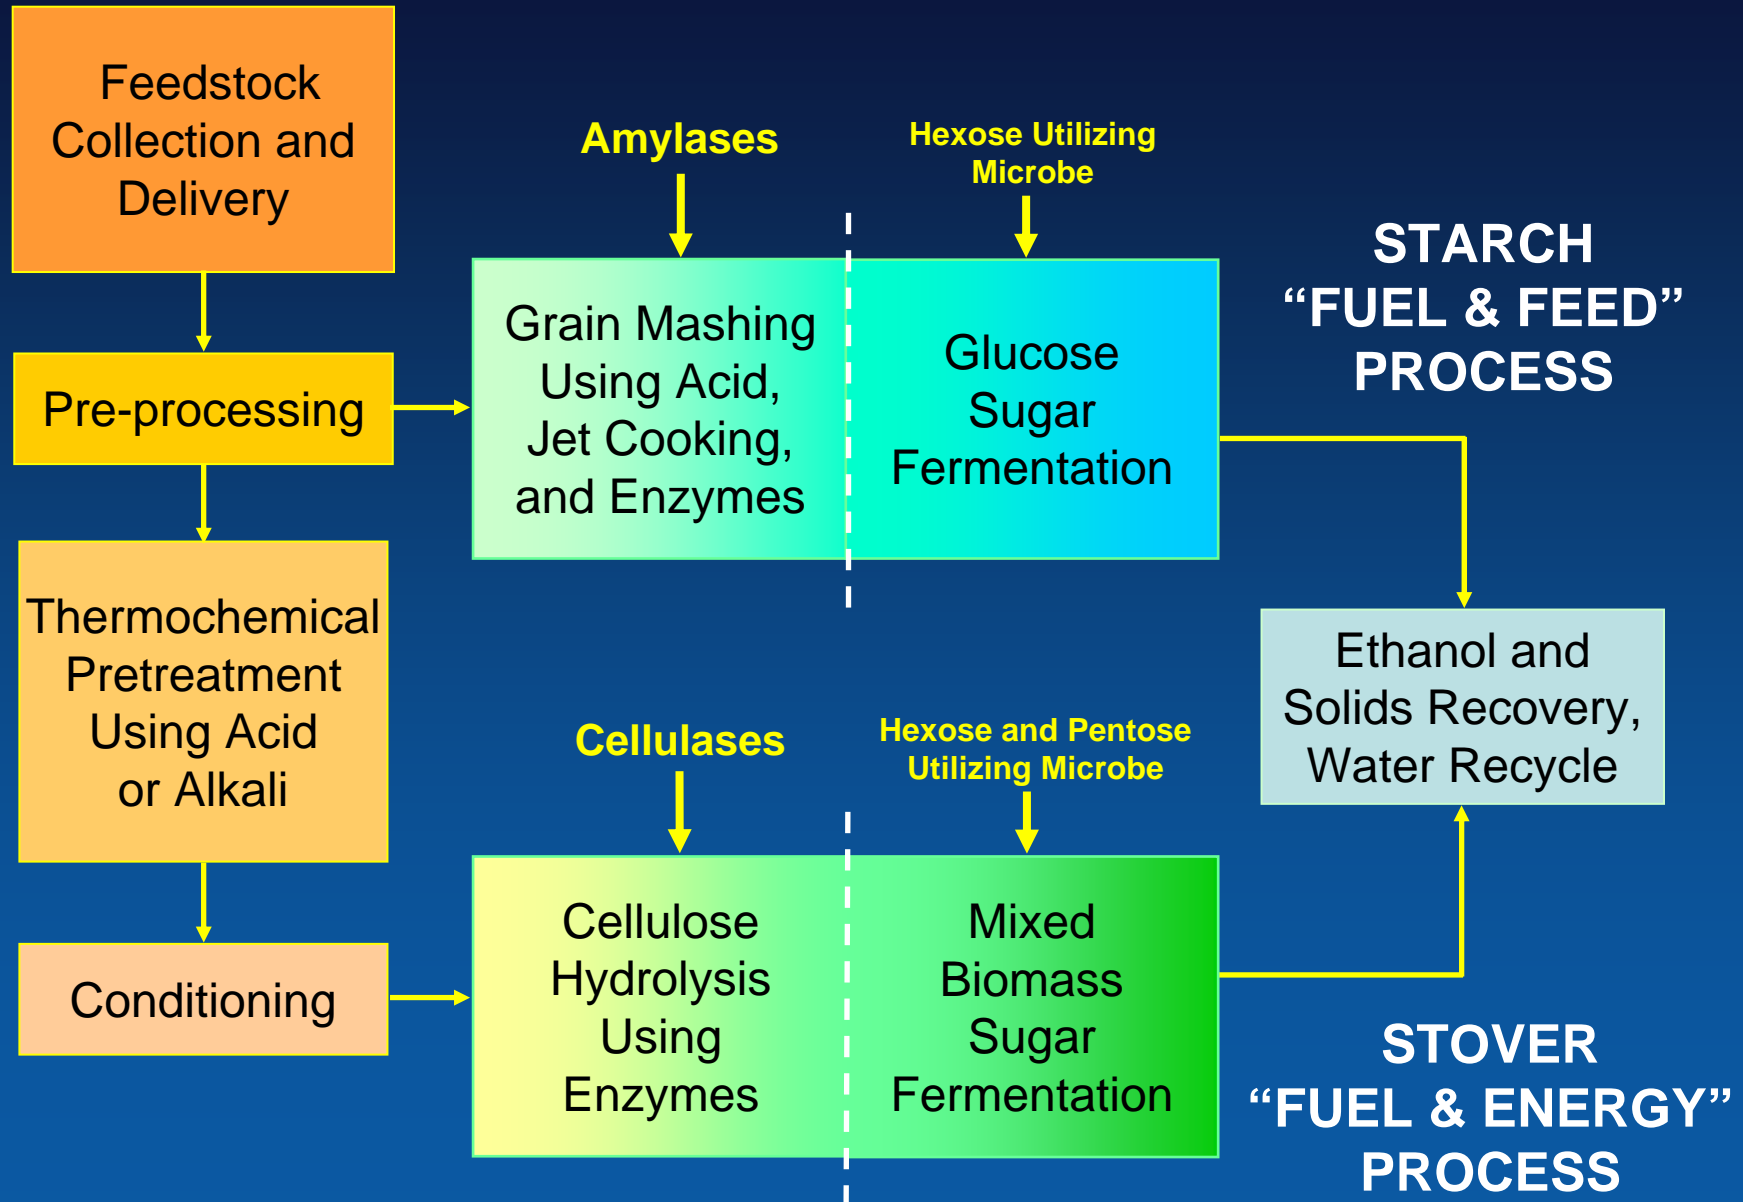 Feedstock
Collection and
Delivery
Pre-processing
Thermochemical
Pretreatment
Using Acid
or Alkali
Conditioning
Amylases
Hexose Utilizing
Microbe
Grain Mashing
Using Acid,
Jet Cooking,
and Enzymes
Glucose
Sugar
Fermentation
STARCH
“FUEL & FEED”
PROCESS
Cellulases
Hexose and Pentose
Utilizing Microbe
Cellulose
Hydrolysis
Using
Enzymes
Mixed
Biomass
Sugar
Fermentation
Ethanol and
Solids Recovery,
Water Recycle
STOVER
“FUEL & ENERGY”
PROCESS